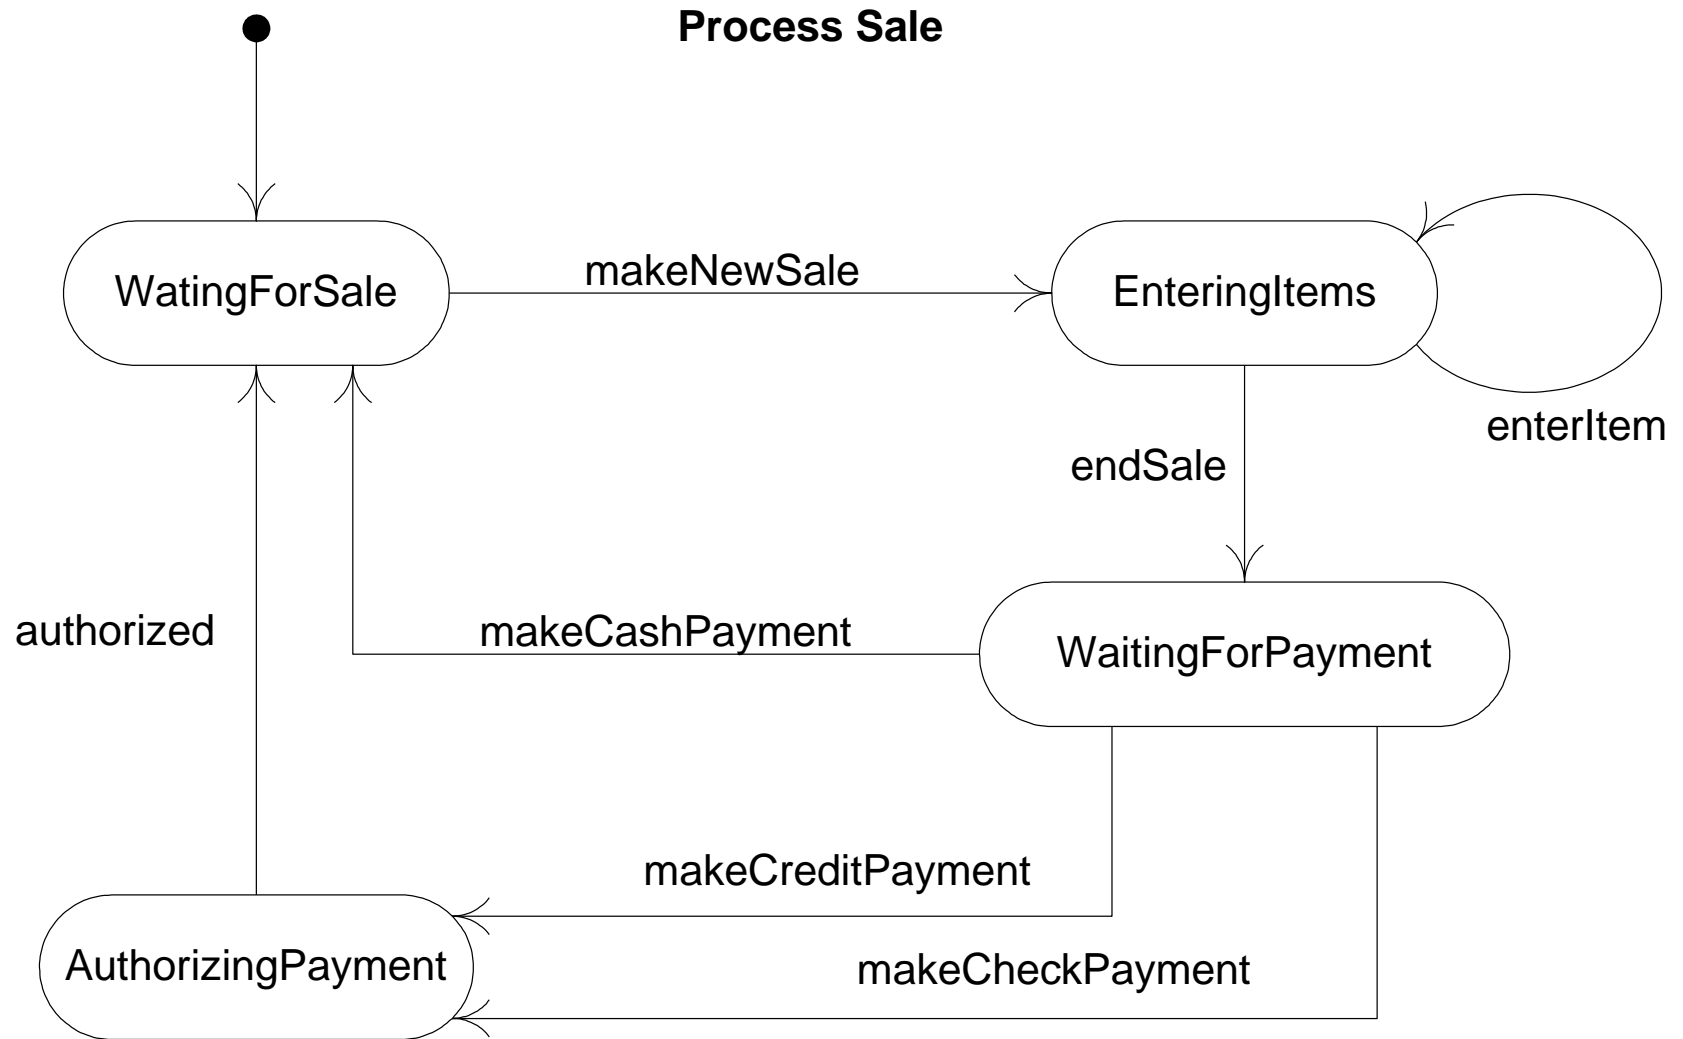 Process Sale
WatingForSale
makeNewSale
EnteringItems
enterItem
endSale
authorized
makeCashPayment
WaitingForPayment
makeCreditPayment
AuthorizingPayment
makeCheckPayment